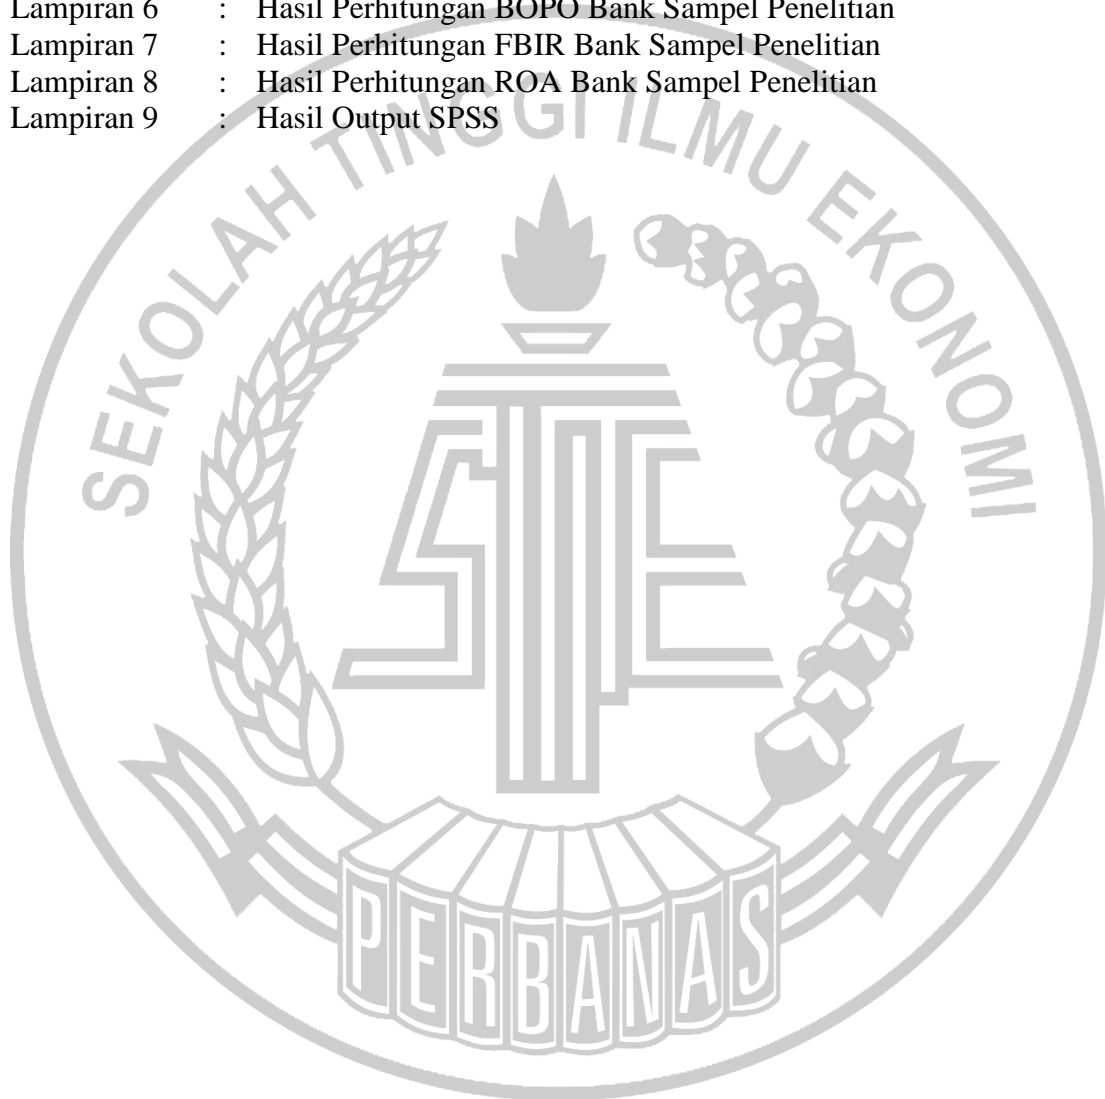 Lampiran 6 : Hasil Perhitungan BOPO Bank Sampel Penelitian
Lampiran 7 : Hasil Perhitungan FBIR Bank Sampel Penelitian
Lampiran 8 : Hasil Perhitungan ROA Bank Sampel Penelitian
Lampiran 9 : Hasil Output SPSS
SEKOLAH TINGGI ILMU EKONOMI
STIE
PERBANAS